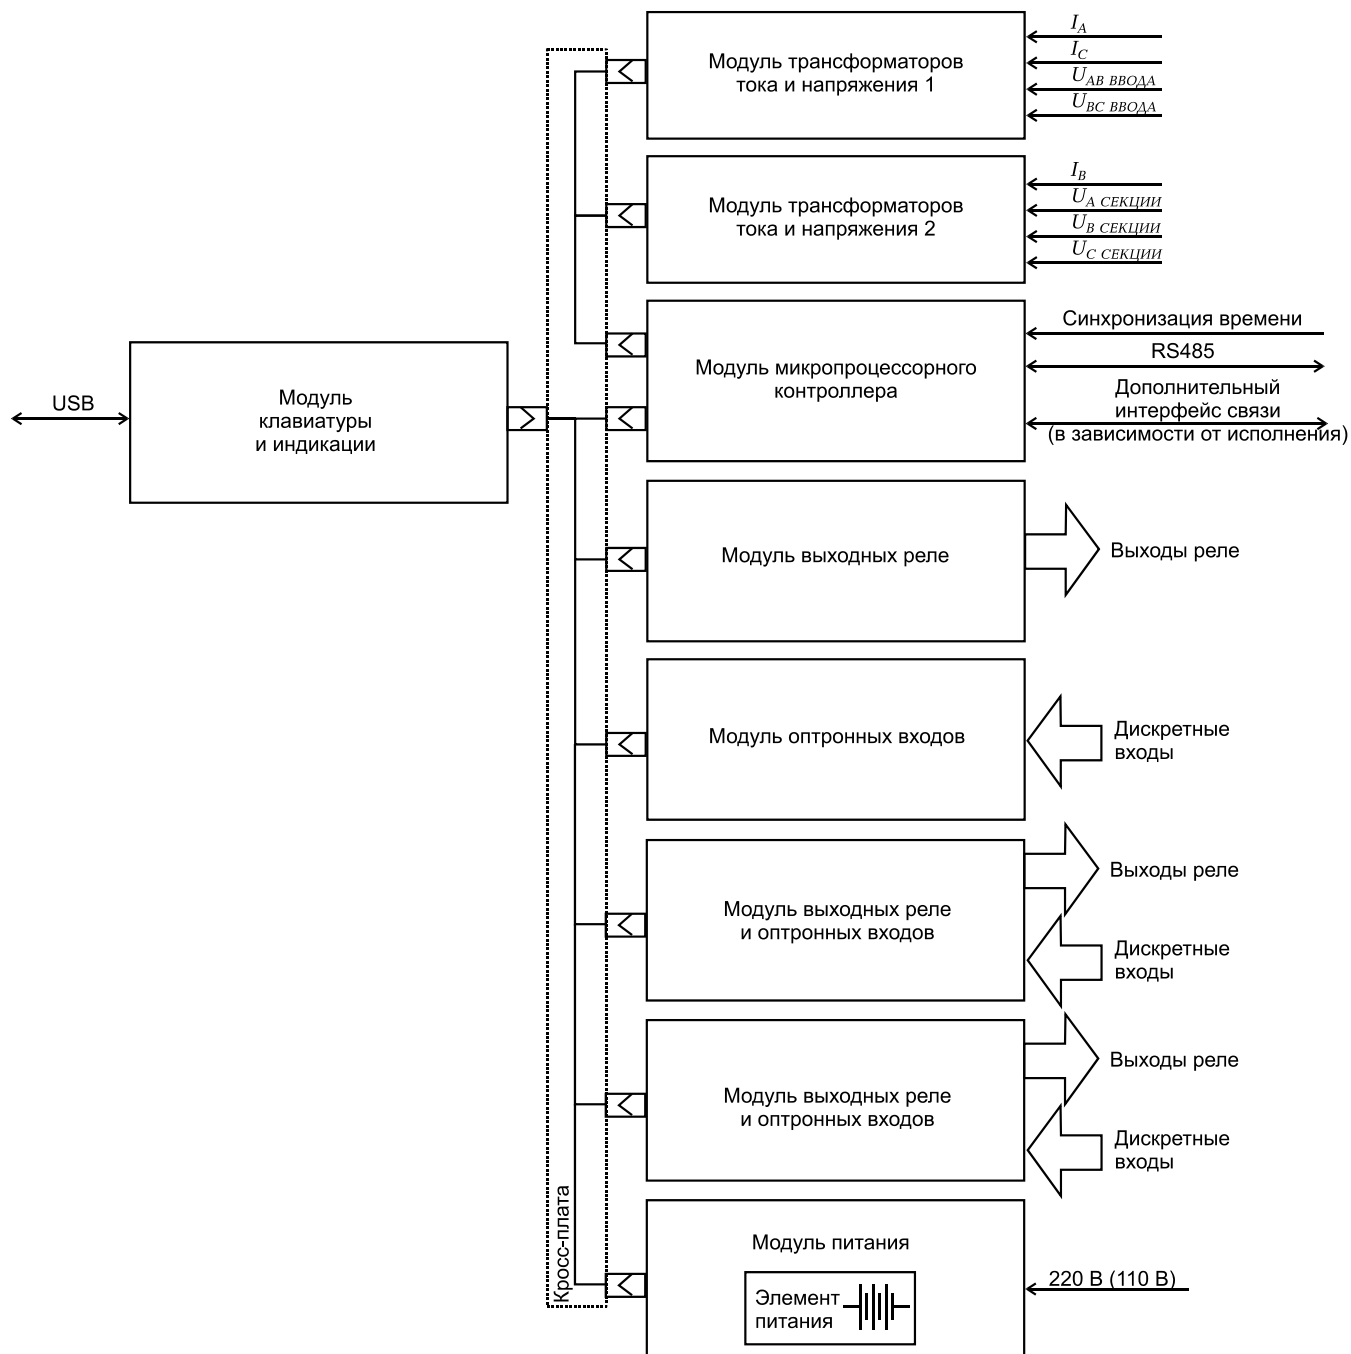 Модуль трансформаторов
тока и напряжения 1
I_A
I_C
U_AB ВВОДА
U_BC ВВОДА
Модуль трансформаторов
тока и напряжения 2
I_B
U_A СЕКЦИИ
U_B СЕКЦИИ
U_C СЕКЦИИ
USB
Модуль
клавиатуры
и индикации
Модуль микропроцессорного
контроллера
Синхронизация времени
RS485
Дополнительный
интерфейс связи
(в зависимости от исполнения)
Модуль выходных реле
Выходы реле
Модуль оптронных входов
Дискретные
входы
Модуль выходных реле
и оптронных входов
Выходы реле
Дискретные
входы
Модуль выходных реле
и оптронных входов
Выходы реле
Дискретные
входы
Кросс-плата
Модуль питания
Элемент
питания
220 В (110 В)